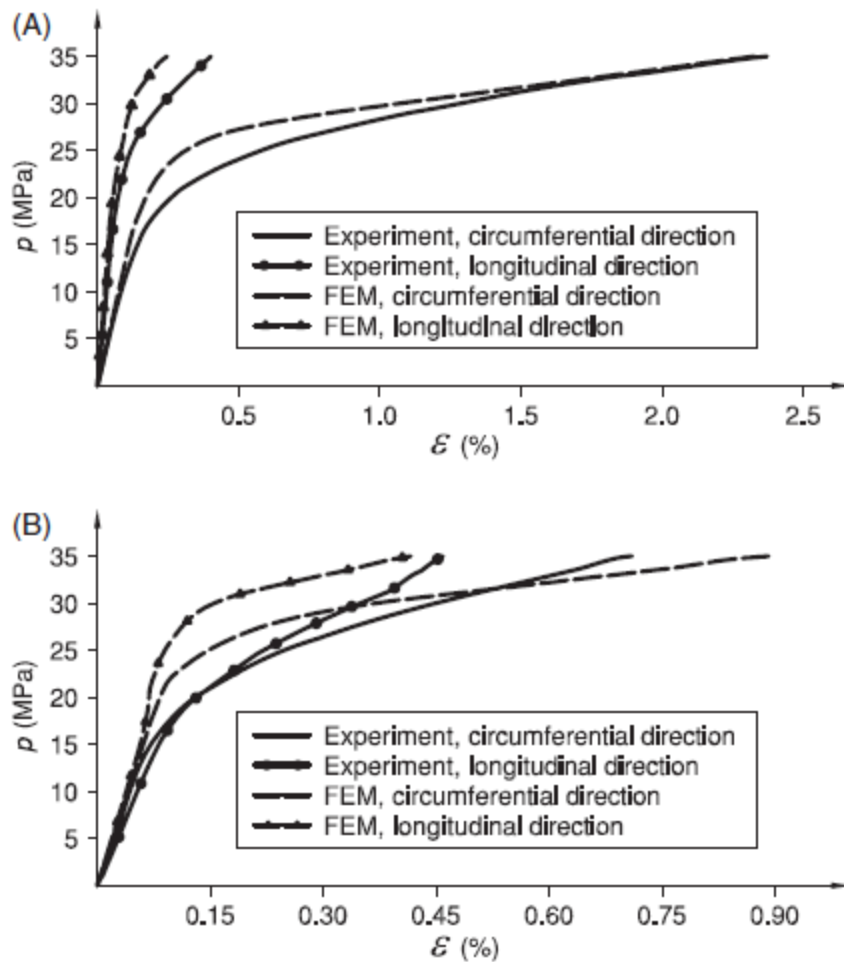 (A)
35
30
25
20
15
10
5
p (MPa)
Experiment, circumferential direction
Experiment, longitudinal direction
FEM, circumferential direction
FEM, longitudinal direction
0.5 1.0 1.5 2.0 2.5
ε (%)
(B)
35
30
25
20
15
10
5
p (MPa)
Experiment, circumferential direction
Experiment, longitudinal direction
FEM, circumferential direction
FEM, longitudinal direction
0.15 0.30 0.45 0.60 0.75 0.90
ε (%)